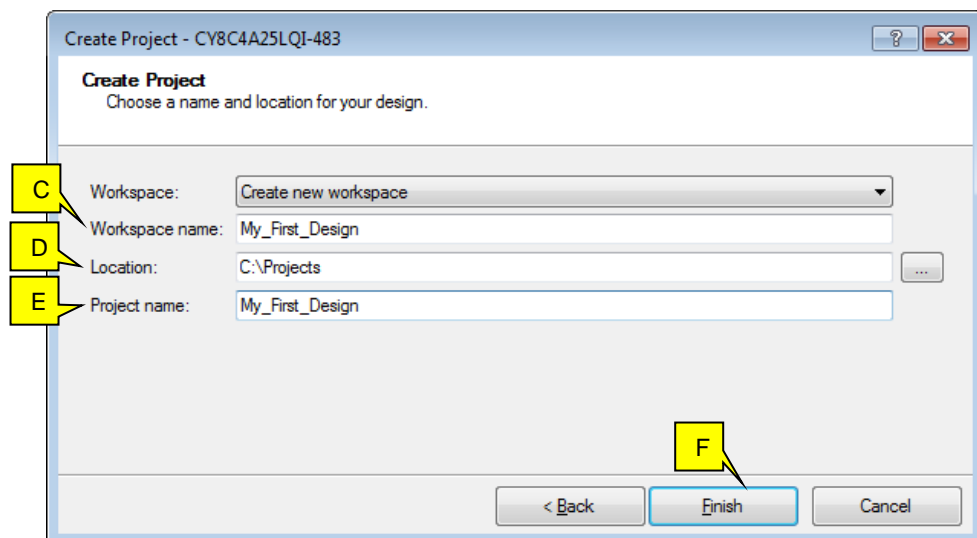 Create Project - CY8C4A25LQI-483
?
Create Project
Choose a name and location for your design.
C
Workspace: Create new workspace
Workspace name: My_First_Design
D
Location: C:\Projects ...
E
Project name: My_First_Design
F
< Back Finish Cancel